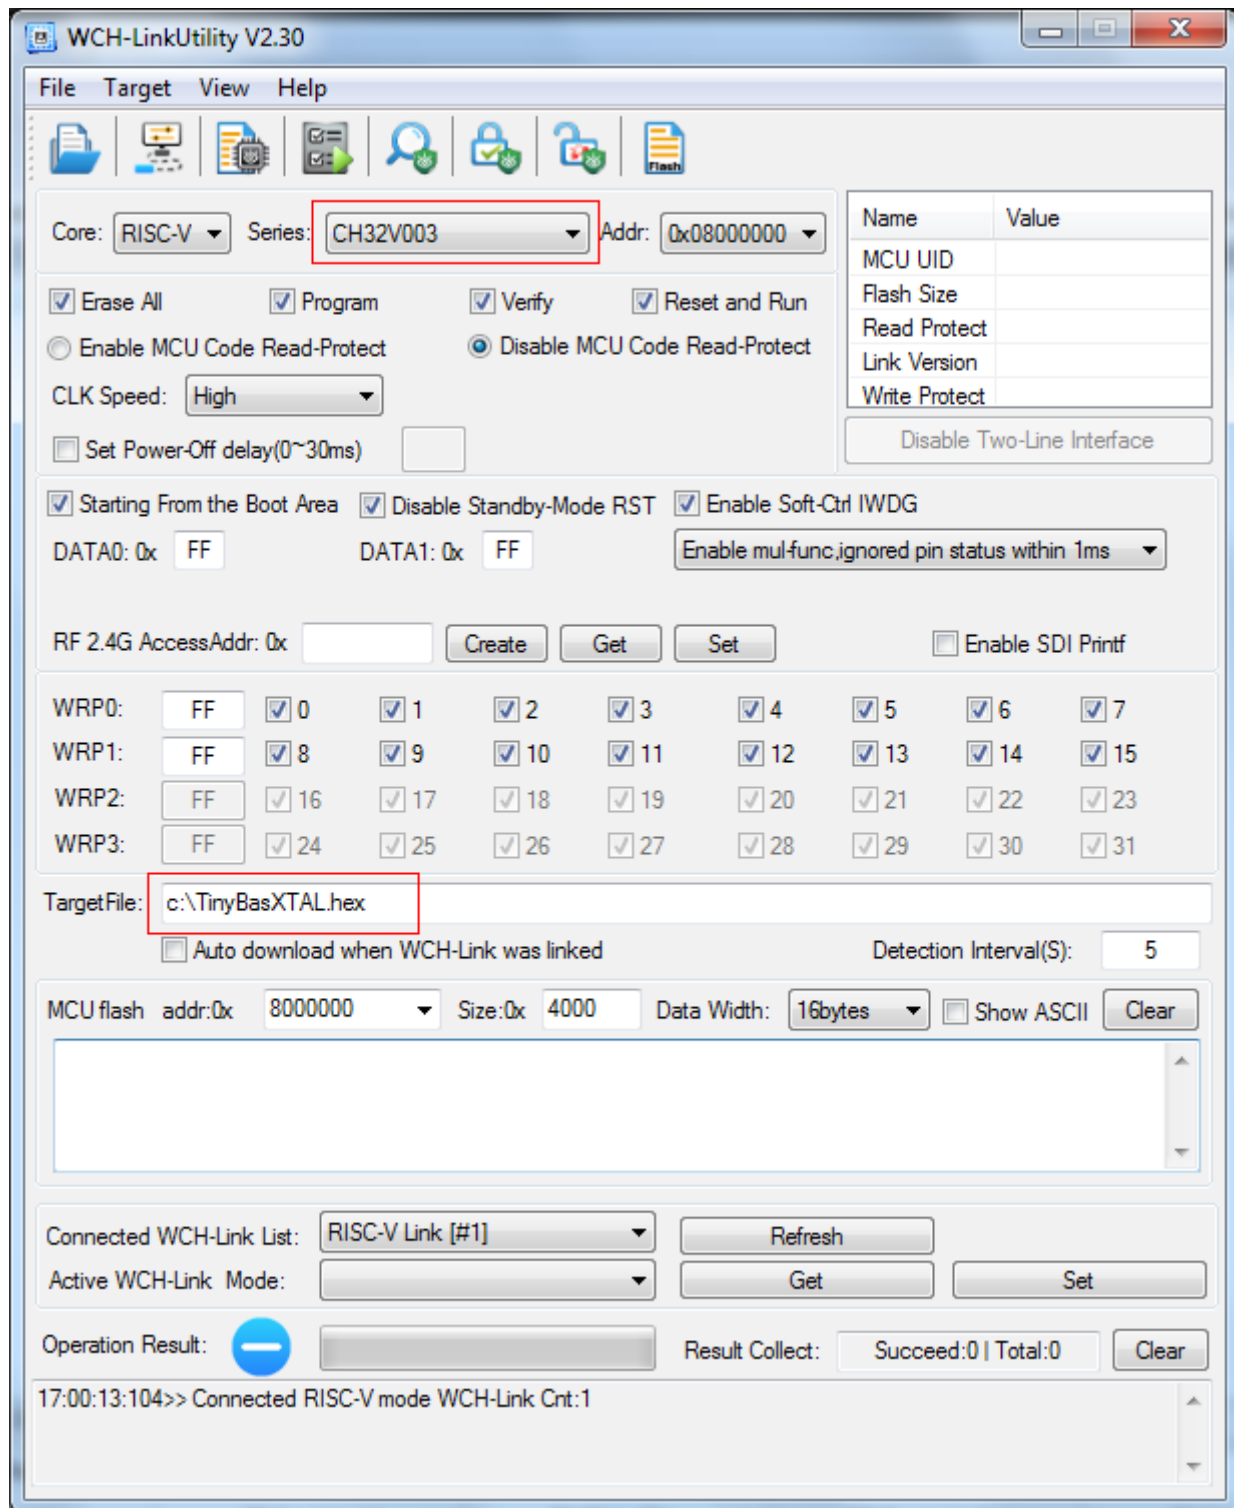 WCH-LinkUtility V2.30
File Target View Help
Flash
Core: RISC-V Series: CH32V003 Addr: 0x08000000
Name Value
MCU UID
Flash Size
Read Protect
Link Version
Write Protect
Erase All Program Verify Reset and Run
Enable MCU Code Read-Protect Disable MCU Code Read-Protect
CLK Speed: High
Set Power-Off delay(0~30ms)
Disable Two-Line Interface
Starting From the Boot Area Disable Standby-Mode RST Enable Soft-Ctrl IWDG
DATA0: 0x FF DATA1: 0x FF Enable mul-func,ignored pin status within 1ms
RF 2.4G AccessAddr: 0x Create Get Set Enable SDI Printf
WRP0: FF 0 1 2 3 4 5 6 7
WRP1: FF 8 9 10 11 12 13 14 15
WRP2: FF 16 17 18 19 20 21 22 23
WRP3: FF 24 25 26 27 28 29 30 31
TargetFile: c:\TinyBasXTAL.hex
Auto download when WCH-Link was linked Detection Interval(S): 5
MCU flash addr:0x 8000000 Size:0x 4000 Data Width: 16bytes Show ASCII Clear
Connected WCH-Link List: RISC-V Link [#1] Refresh
Active WCH-Link Mode: Get Set
Operation Result: Result Collect: Succeed:0 | Total:0 Clear
17:00:13:104>> Connected RISC-V mode WCH-Link Cnt:1